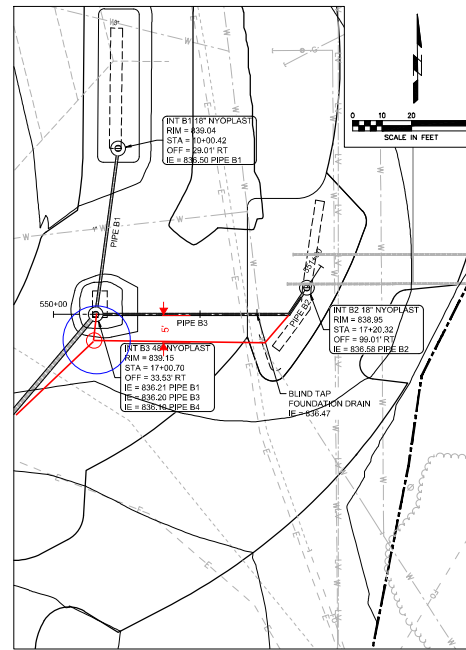 0
20
SCALE IN FEET
INT B1 18" NYOPLAST
RIM = 839.04
STA = 10+00.42
OFF = 29.01' RT
IE = 836.50 PIPE B1
PIPE B1
550+00
PIPE B3
5'
PIPE B2
INT B2 18" NYOPLAST
RIM = 838.95
STA = 17+20.32
OFF = 99.01' RT
IE = 836.58 PIPE B2
INT B3 48" NYOPLAST
RIM = 839.15
STA = 17+00.70
OFF = 33.53' RT
IE = 836.21 PIPE B1
IE = 836.20 PIPE B3
IE = 836.10 PIPE B4
BLIND TAP
FOUNDATION DRAIN
IE = 836.47